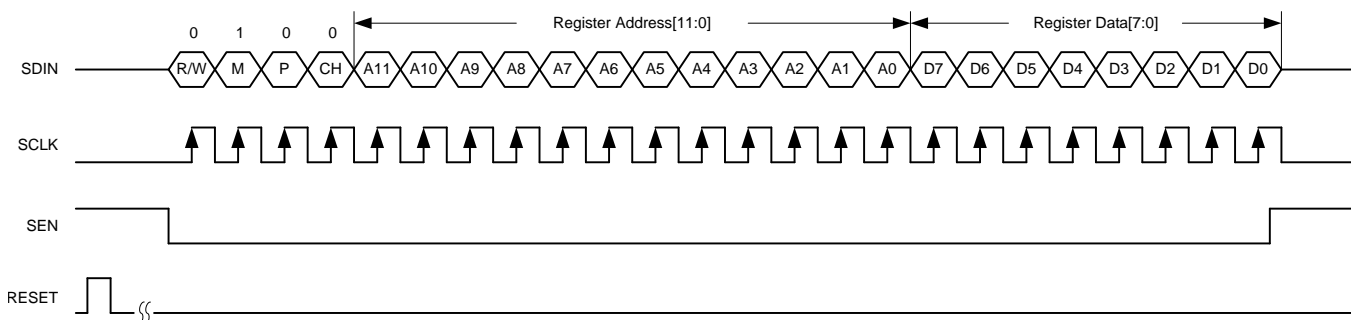 Register Address[11:0] Register Data[7:0]
0 1 0 0
SDIN R/W M P CH A11 A10 A9 A8 A7 A6 A5 A4 A3 A2 A1 A0 D7 D6 D5 D4 D3 D2 D1 D0
SCLK
SEN
RESET